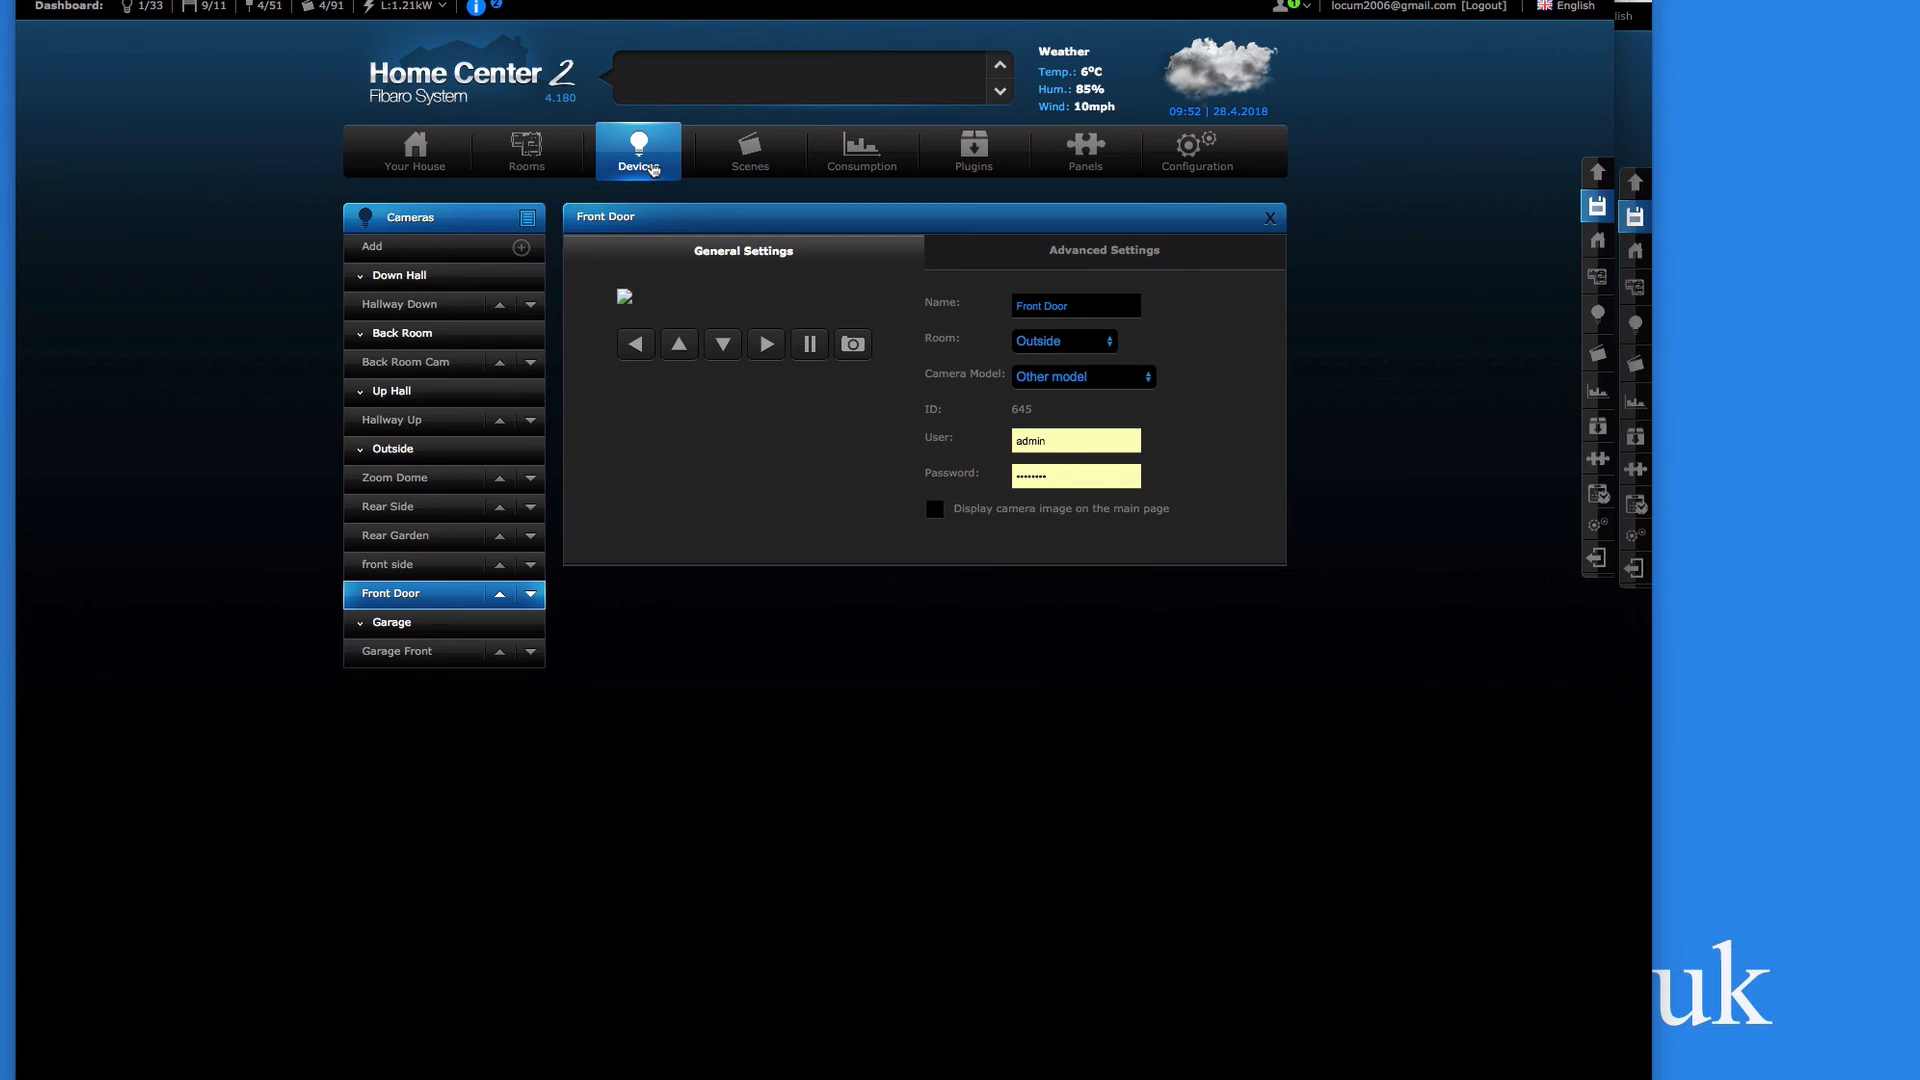 Dashboard: 1/33 9/11 4/51 4/91 L:1.21kW i 2 1 locum2006@gmail.com [Logout] English
lish
Home Center 2
Fibaro System 4.180
Weather
Temp.: 6°C
Hum.: 85%
Wind: 10mph
09:52 | 28.4.2018
Your House Rooms Devices Scenes Consumption Plugins Panels Configuration
Cameras
Add
Down Hall
Hallway Down
Back Room
Back Room Cam
Up Hall
Hallway Up
Outside
Zoom Dome
Rear Side
Rear Garden
front side
Front Door
Garage
Garage Front
Front Door X
General Settings Advanced Settings
Name: Front Door
Room: Outside
Camera Model: Other model
ID: 645
User: admin
Password: ••••••••
Display camera image on the main page
uk